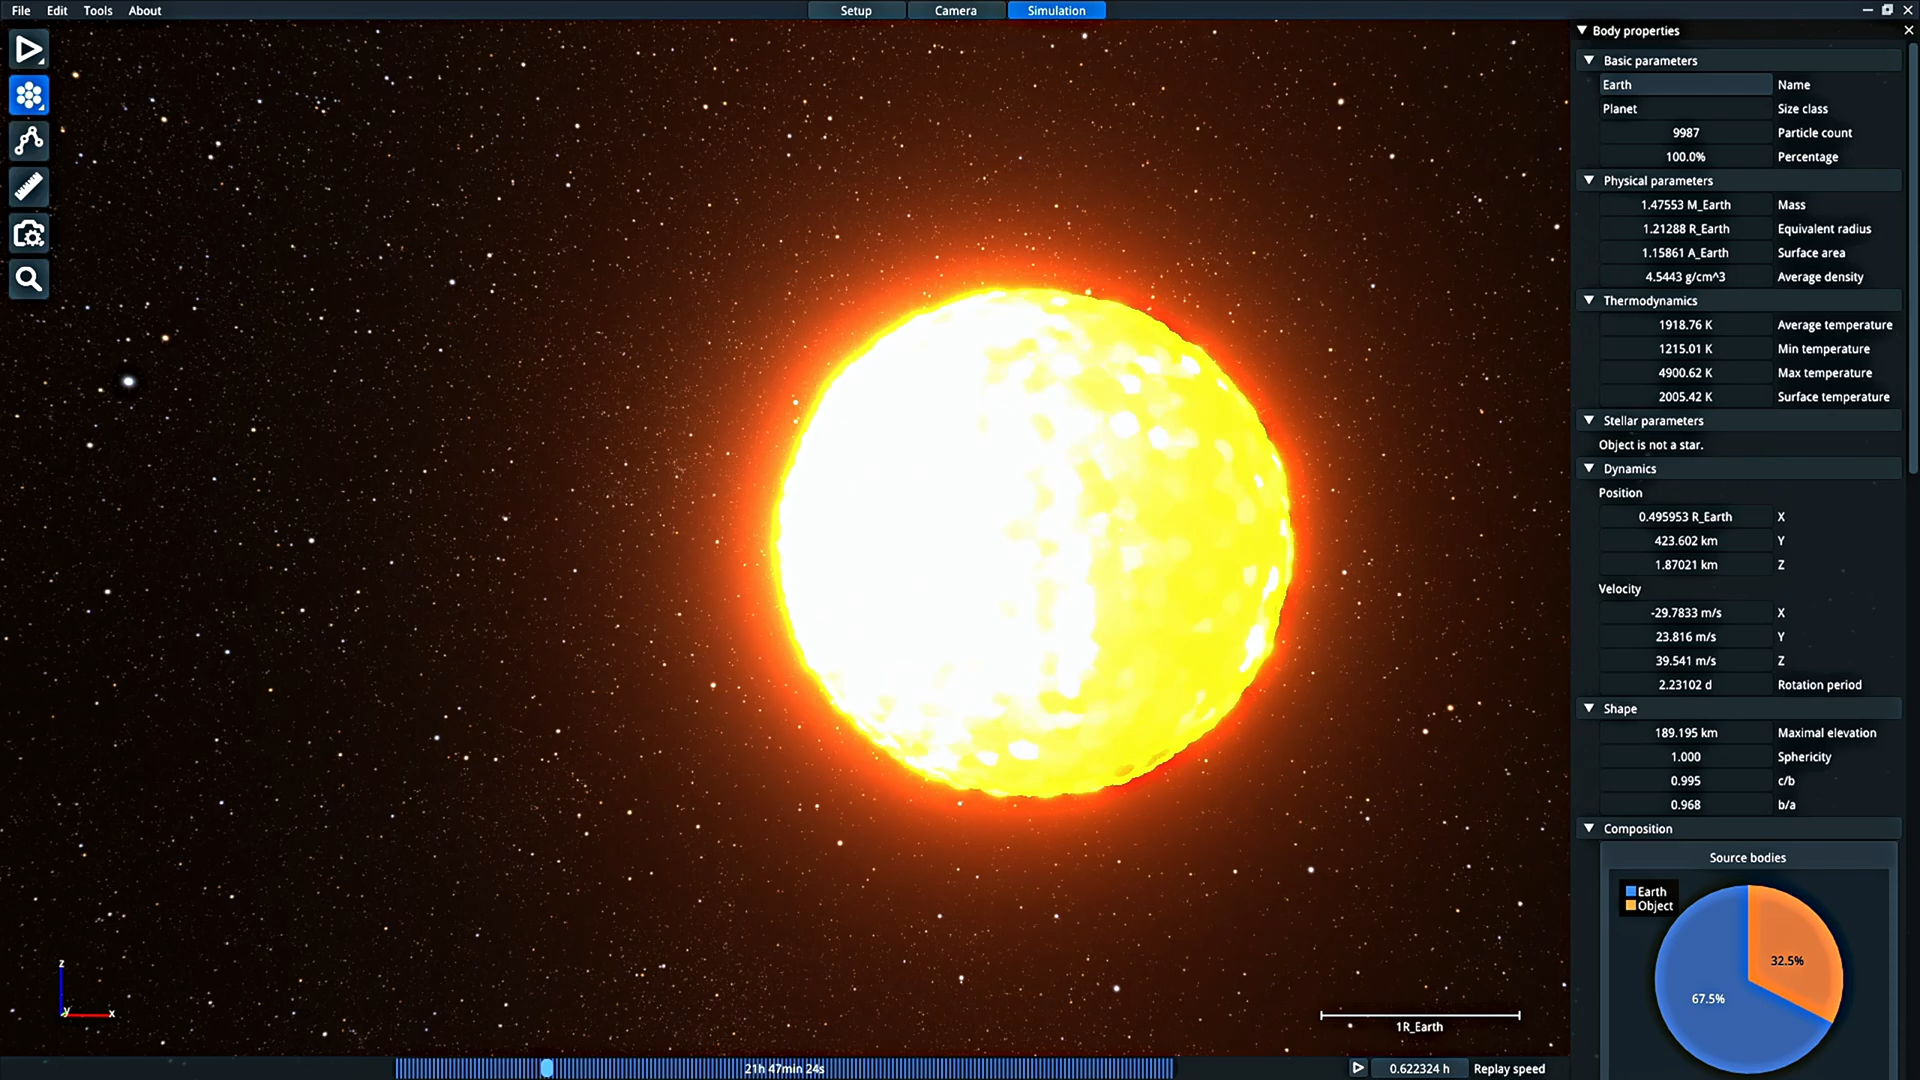 File Edit Tools About
Setup Camera Simulation
Body properties
Basic parameters
Earth Name
Planet Size class
9987 Particle count
100.0% Percentage
Physical parameters
1.47553 M_Earth Mass
1.21288 R_Earth Equivalent radius
1.15861 A_Earth Surface area
4.5443 g/cm^3 Average density
Thermodynamics
1918.76 K Average temperature
1215.01 K Min temperature
4900.62 K Max temperature
2005.42 K Surface temperature
Stellar parameters
Object is not a star.
Dynamics
Position
0.495953 R_Earth X
423.602 km Y
1.87021 km Z
Velocity
-29.7833 m/s X
23.816 m/s Y
39.541 m/s Z
2.23102 d Rotation period
Shape
189.195 km Maximal elevation
1.000 Sphericity
0.995 c/b
0.968 b/a
Composition
Source bodies
Earth
Object
32.5%
67.5%
z
y x
1R_Earth
21h 47min 24s
0.622324 h Replay speed